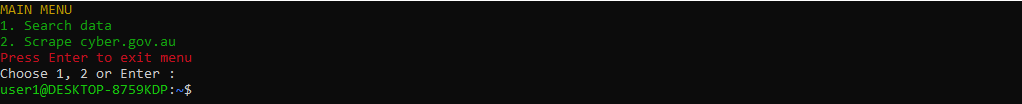 MAIN MENU
1. Search data
2. Scrape cyber.gov.au
Press Enter to exit menu
Choose 1, 2 or Enter :
user1@DESKTOP-8759KDP:~$